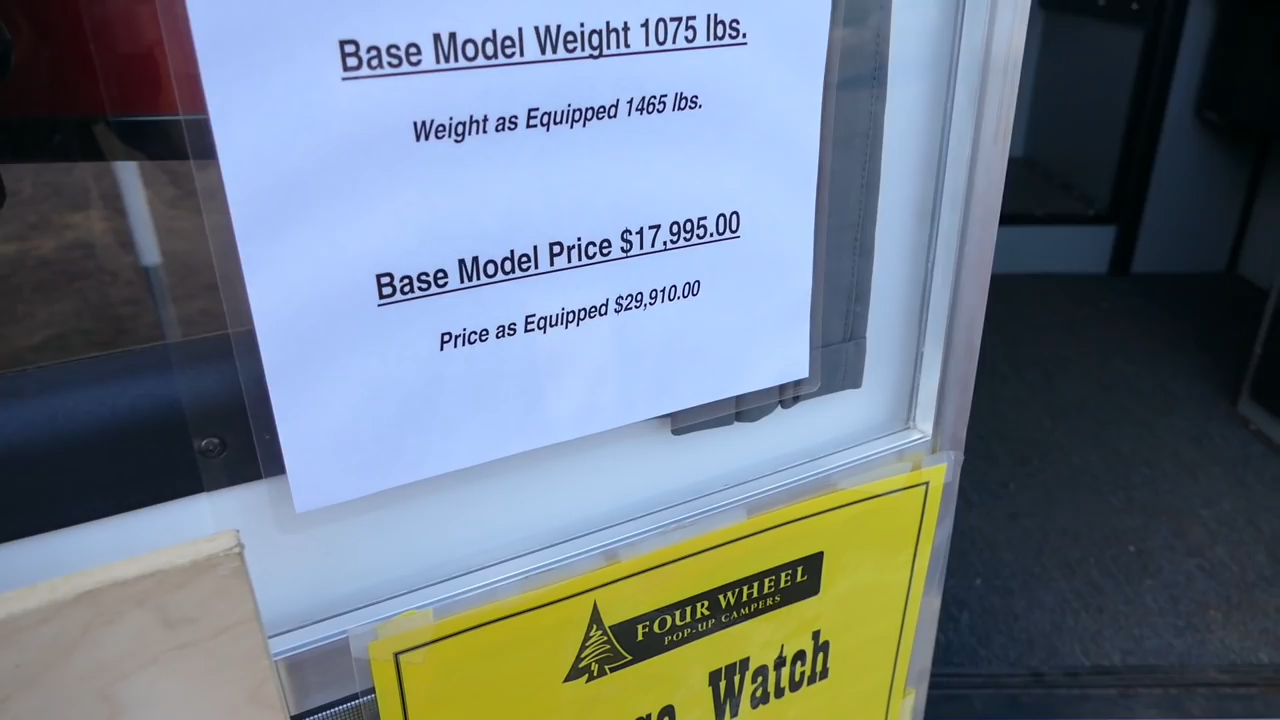 Base Model Weight 1075 lbs.
Weight as Equipped 1465 lbs.
Base Model Price $17,995.00
Price as Equipped $29,910.00
FOUR WHEEL
POP-UP CAMPERS
Watch